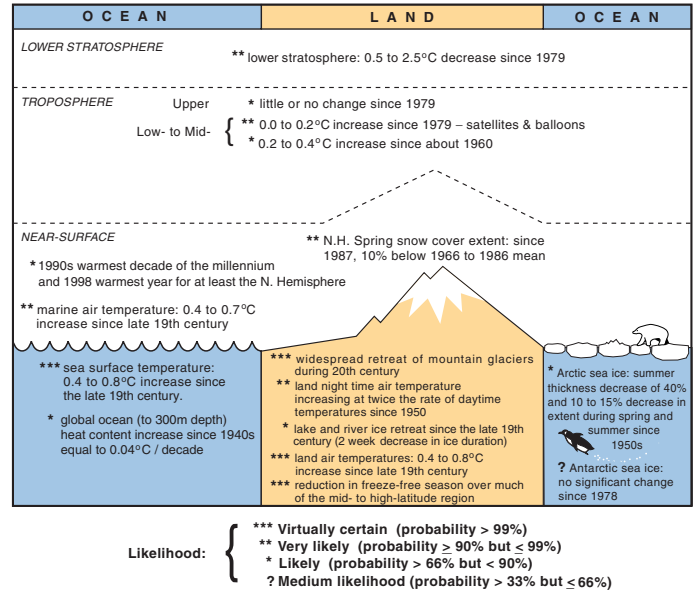 OCEAN LAND OCEAN
LOWER STRATOSPHERE
** lower stratosphere: 0.5 to 2.5°C decrease since 1979
TROPOSPHERE
Upper * little or no change since 1979
Low- to Mid- { ** 0.0 to 0.2°C increase since 1979 – satellites & balloons
* 0.2 to 0.4°C increase since about 1960
NEAR-SURFACE
** N.H. Spring snow cover extent: since
1987, 10% below 1966 to 1986 mean
* 1990s warmest decade of the millennium
and 1998 warmest year for at least the N. Hemisphere
** marine air temperature: 0.4 to 0.7°C
increase since late 19th century
*** sea surface temperature:
0.4 to 0.8°C increase since
the late 19th century.
* global ocean (to 300m depth)
heat content increase since 1940s
equal to 0.04°C / decade
*** widespread retreat of mountain glaciers
during 20th century
** land night time air temperature
increasing at twice the rate of daytime
temperatures since 1950
* lake and river ice retreat since the late 19th
century (2 week decrease in ice duration)
*** land air temperatures: 0.4 to 0.8°C
increase since late 19th century
*** reduction in freeze-free season over much
of the mid- to high-latitude region
* Arctic sea ice: summer
thickness decrease of 40%
and 10 to 15% decrease in
extent during spring and
summer since
1950s
? Antarctic sea ice:
no significant change
since 1978
Likelihood: { *** Virtually certain (probability > 99%)
** Very likely (probability ≥ 90% but ≤ 99%)
* Likely (probability > 66% but < 90%)
? Medium likelihood (probability > 33% but ≤ 66%)